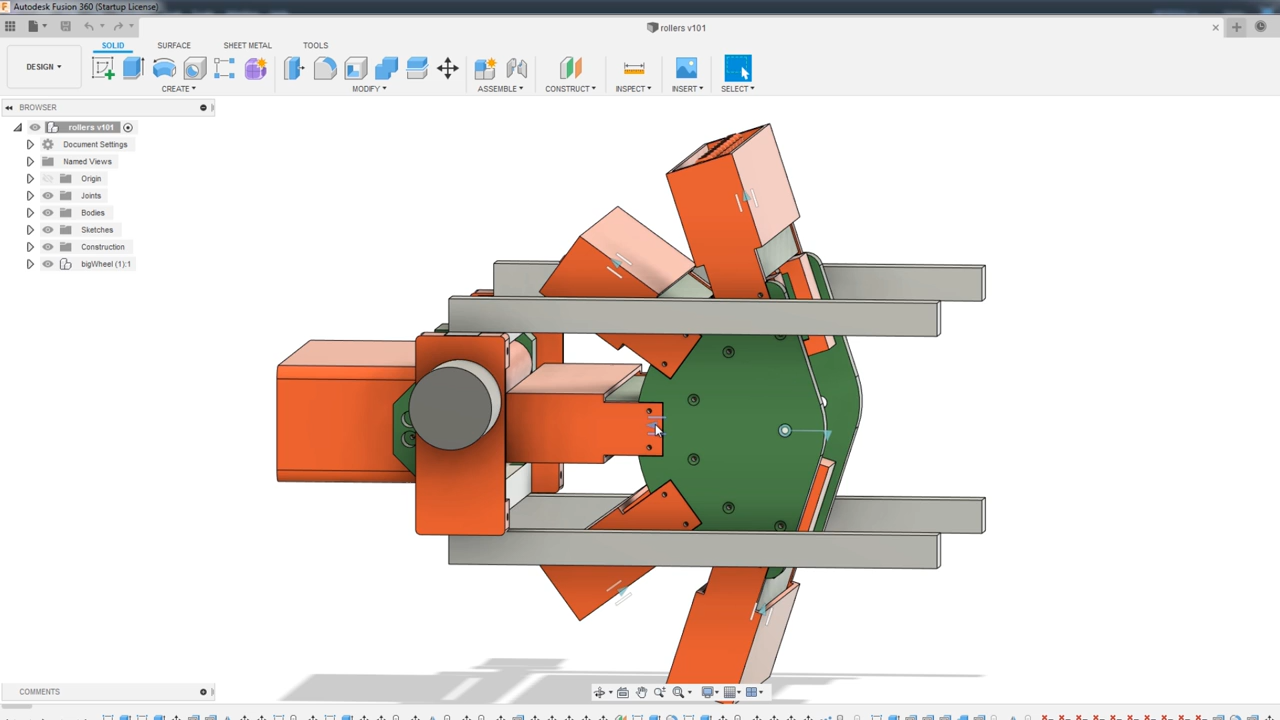 Autodesk Fusion 360 (Startup License)
rollers v101
DESIGN
SOLID
SURFACE
SHEET METAL
TOOLS
CREATE
MODIFY
ASSEMBLE
CONSTRUCT
INSPECT
INSERT
SELECT
BROWSER
rollers v101
Document Settings
Named Views
Origin
Joints
Bodies
Sketches
Construction
bigWheel (1):1
COMMENTS